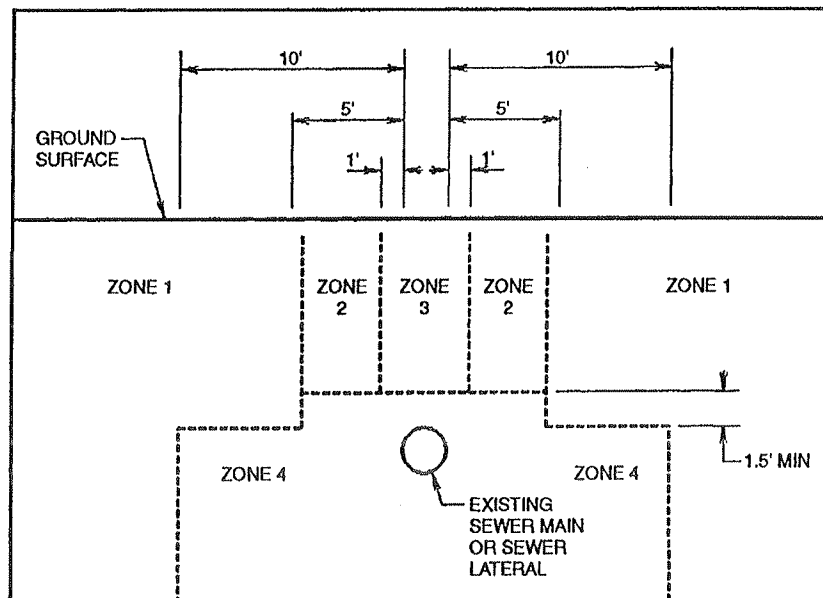 10'
10'
5'
5'
GROUND
SURFACE
1'
1'
ZONE 1
ZONE
2
ZONE
3
ZONE
2
ZONE 1
ZONE 4
ZONE 4
1.5' MIN
EXISTING
SEWER MAIN
OR SEWER
LATERAL